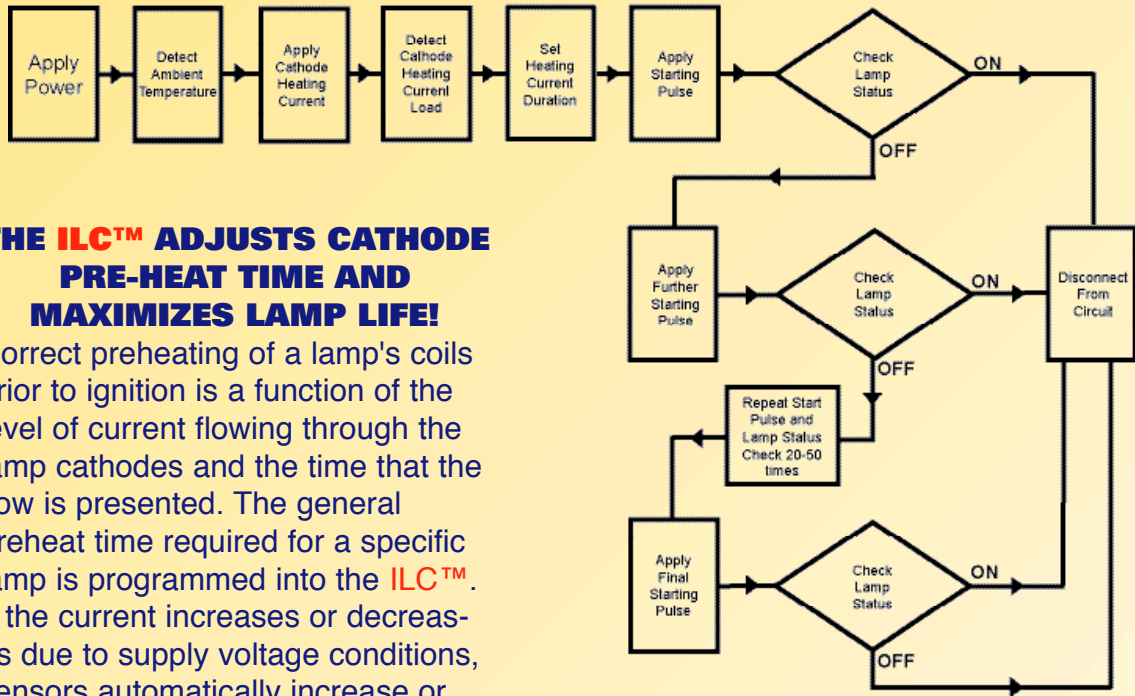 Apply
Power
Detect
Ambient
Temperature
Apply
Cathode
Heating
Current
Detect
Cathode
Heating
Current
Load
Set
Heating
Current
Duration
Apply
Starting
Pulse
Check
Lamp
Status
ON
OFF
Apply
Further
Starting
Pulse
Check
Lamp
Status
ON
OFF
Disconnect
From
Circuit
Repeat Start
Pulse and
Lamp Status
Check 20-50
times
Apply
Final
Starting
Pulse
Check
Lamp
Status
ON
OFF
THE ILC™ ADJUSTS CATHODE
PRE-HEAT TIME AND
MAXIMIZES LAMP LIFE!
orrect preheating of a lamp's coils
rior to ignition is a function of the
evel of current flowing through the
amp cathodes and the time that the
ow is presented. The general
reheat time required for a specific
amp is programmed into the ILC™.
the current increases or decreas-
s due to supply voltage conditions,
ensors automatically increase or